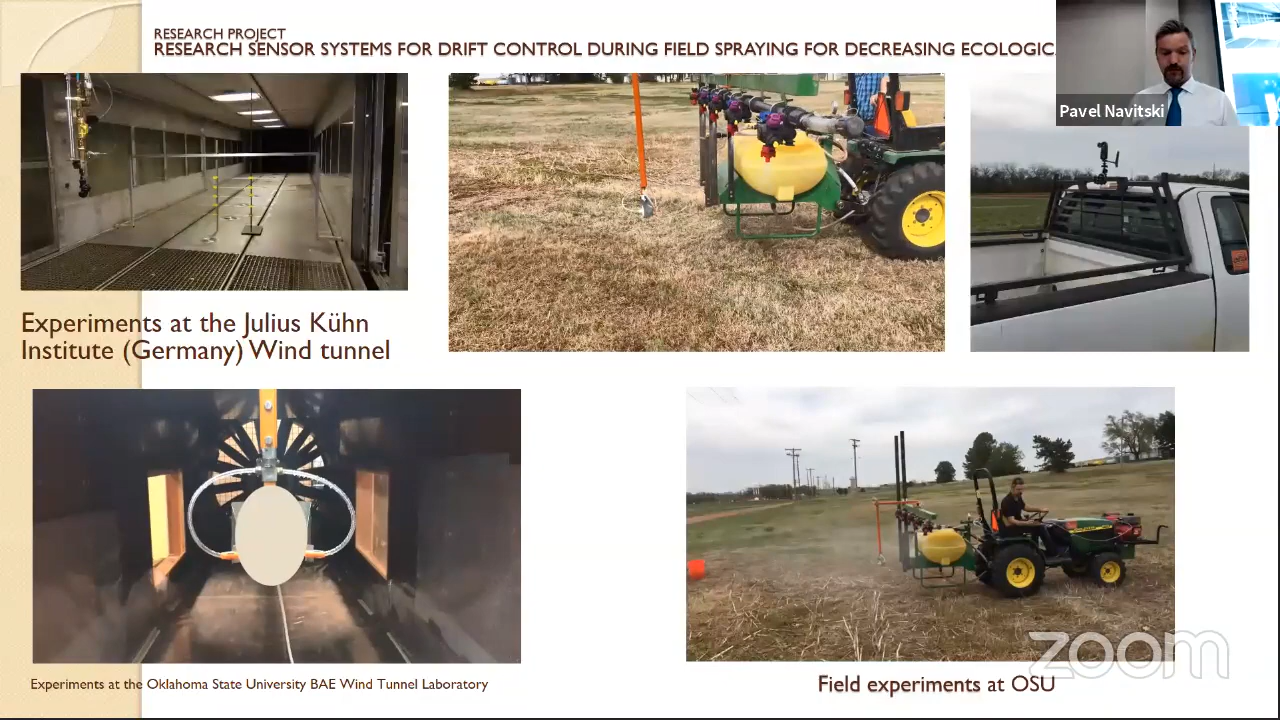 RESEARCH PROJECT
RESEARCH SENSOR SYSTEMS FOR DRIFT CONTROL DURING FIELD SPRAYING FOR DECREASING ECOLOGIC
Pavel Navitski
Experiments at the Julius Kühn
Institute (Germany) Wind tunnel
Experiments at the Oklahoma State University BAE Wind Tunnel Laboratory
Field experiments at OSU
zoom